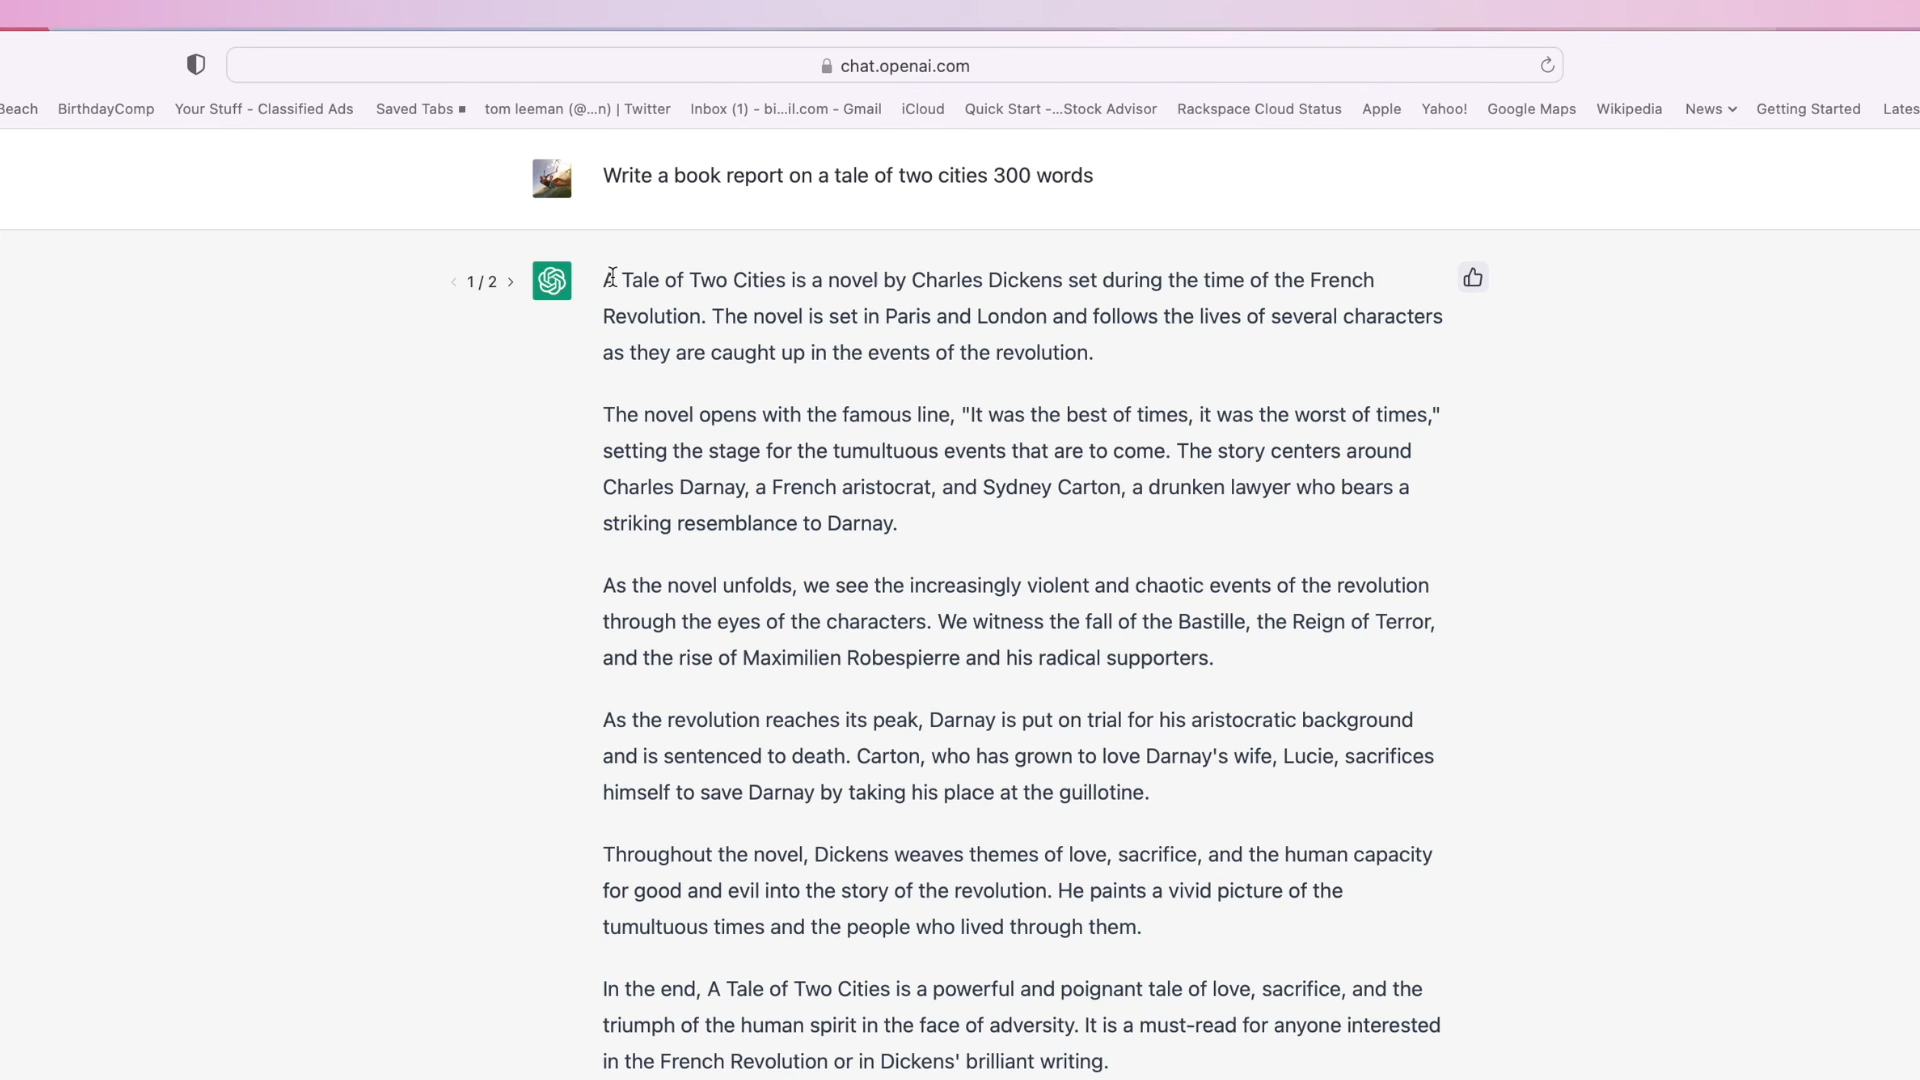 chat.openai.com
Beach BirthdayComp Your Stuff - Classified Ads Saved Tabs tom leeman (@...n) | Twitter Inbox (1) - bi...il.com - Gmail iCloud Quick Start -...Stock Advisor Rackspace Cloud Status Apple Yahoo! Google Maps Wikipedia News Getting Started Lates
Write a book report on a tale of two cities 300 words
< 1 / 2 >
A Tale of Two Cities is a novel by Charles Dickens set during the time of the French
Revolution. The novel is set in Paris and London and follows the lives of several characters
as they are caught up in the events of the revolution.
The novel opens with the famous line, "It was the best of times, it was the worst of times,"
setting the stage for the tumultuous events that are to come. The story centers around
Charles Darnay, a French aristocrat, and Sydney Carton, a drunken lawyer who bears a
striking resemblance to Darnay.
As the novel unfolds, we see the increasingly violent and chaotic events of the revolution
through the eyes of the characters. We witness the fall of the Bastille, the Reign of Terror,
and the rise of Maximilien Robespierre and his radical supporters.
As the revolution reaches its peak, Darnay is put on trial for his aristocratic background
and is sentenced to death. Carton, who has grown to love Darnay's wife, Lucie, sacrifices
himself to save Darnay by taking his place at the guillotine.
Throughout the novel, Dickens weaves themes of love, sacrifice, and the human capacity
for good and evil into the story of the revolution. He paints a vivid picture of the
tumultuous times and the people who lived through them.
In the end, A Tale of Two Cities is a powerful and poignant tale of love, sacrifice, and the
triumph of the human spirit in the face of adversity. It is a must-read for anyone interested
in the French Revolution or in Dickens' brilliant writing.